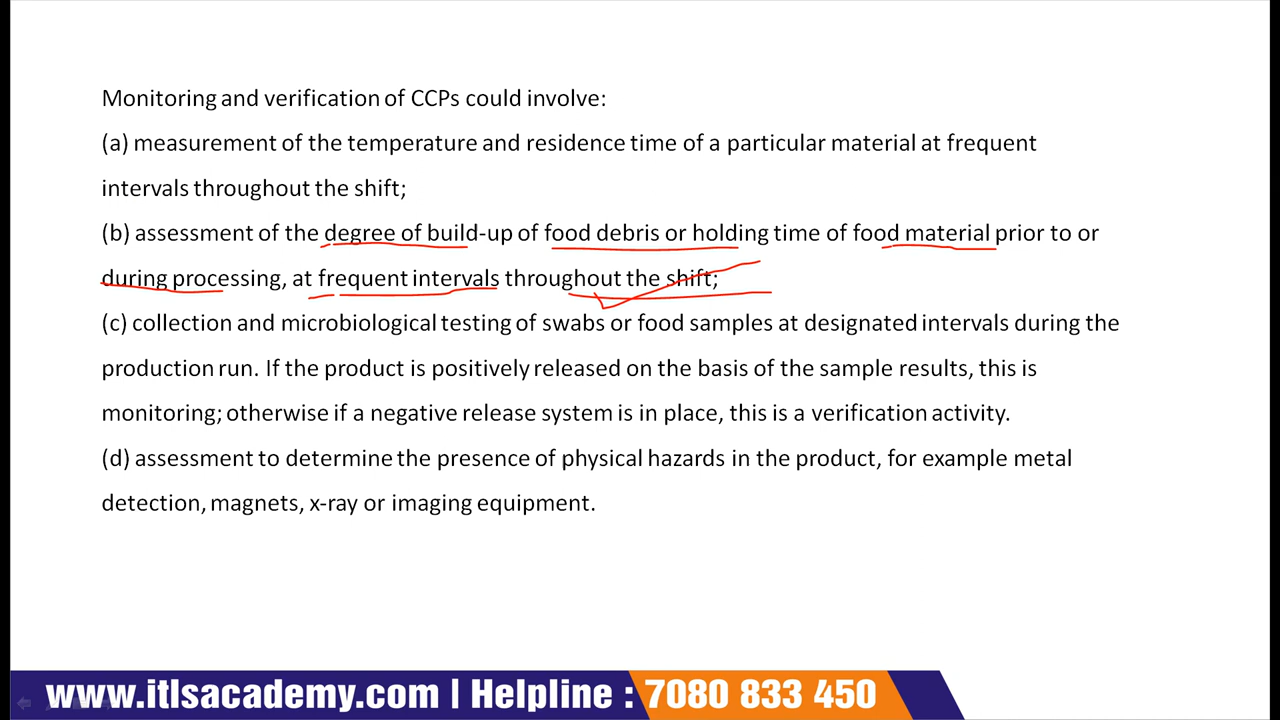 Monitoring and verification of CCPs could involve:
(a) measurement of the temperature and residence time of a particular material at frequent
intervals throughout the shift;
(b) assessment of the degree of build-up of food debris or holding time of food material prior to or
during processing, at frequent intervals throughout the shift;
(c) collection and microbiological testing of swabs or food samples at designated intervals during the
production run. If the product is positively released on the basis of the sample results, this is
monitoring; otherwise if a negative release system is in place, this is a verification activity.
(d) assessment to determine the presence of physical hazards in the product, for example metal
detection, magnets, x-ray or imaging equipment.
www.itlsacademy.com | Helpline : 7080 833 450